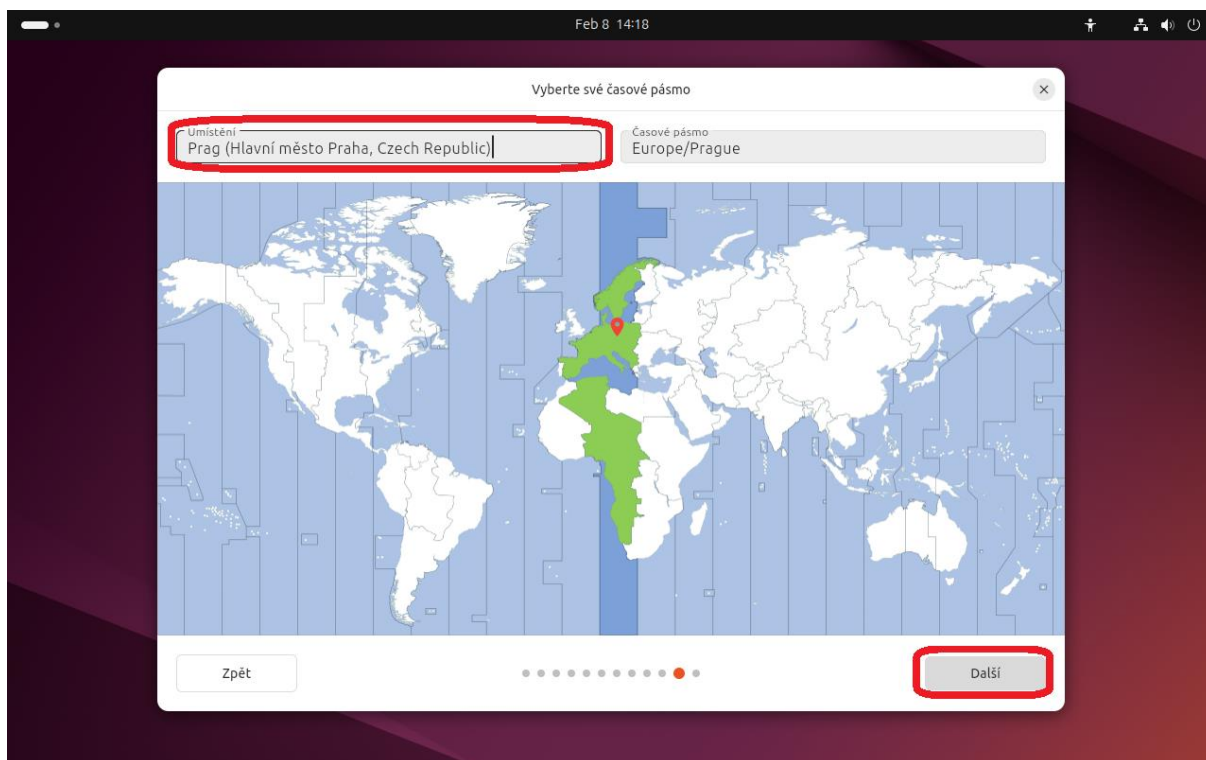 Feb 8 14:18
Vyberte své časové pásmo
Umístění
Prag (Hlavní město Praha, Czech Republic)
Časové pásmo
Europe/Prague
Zpět
Další